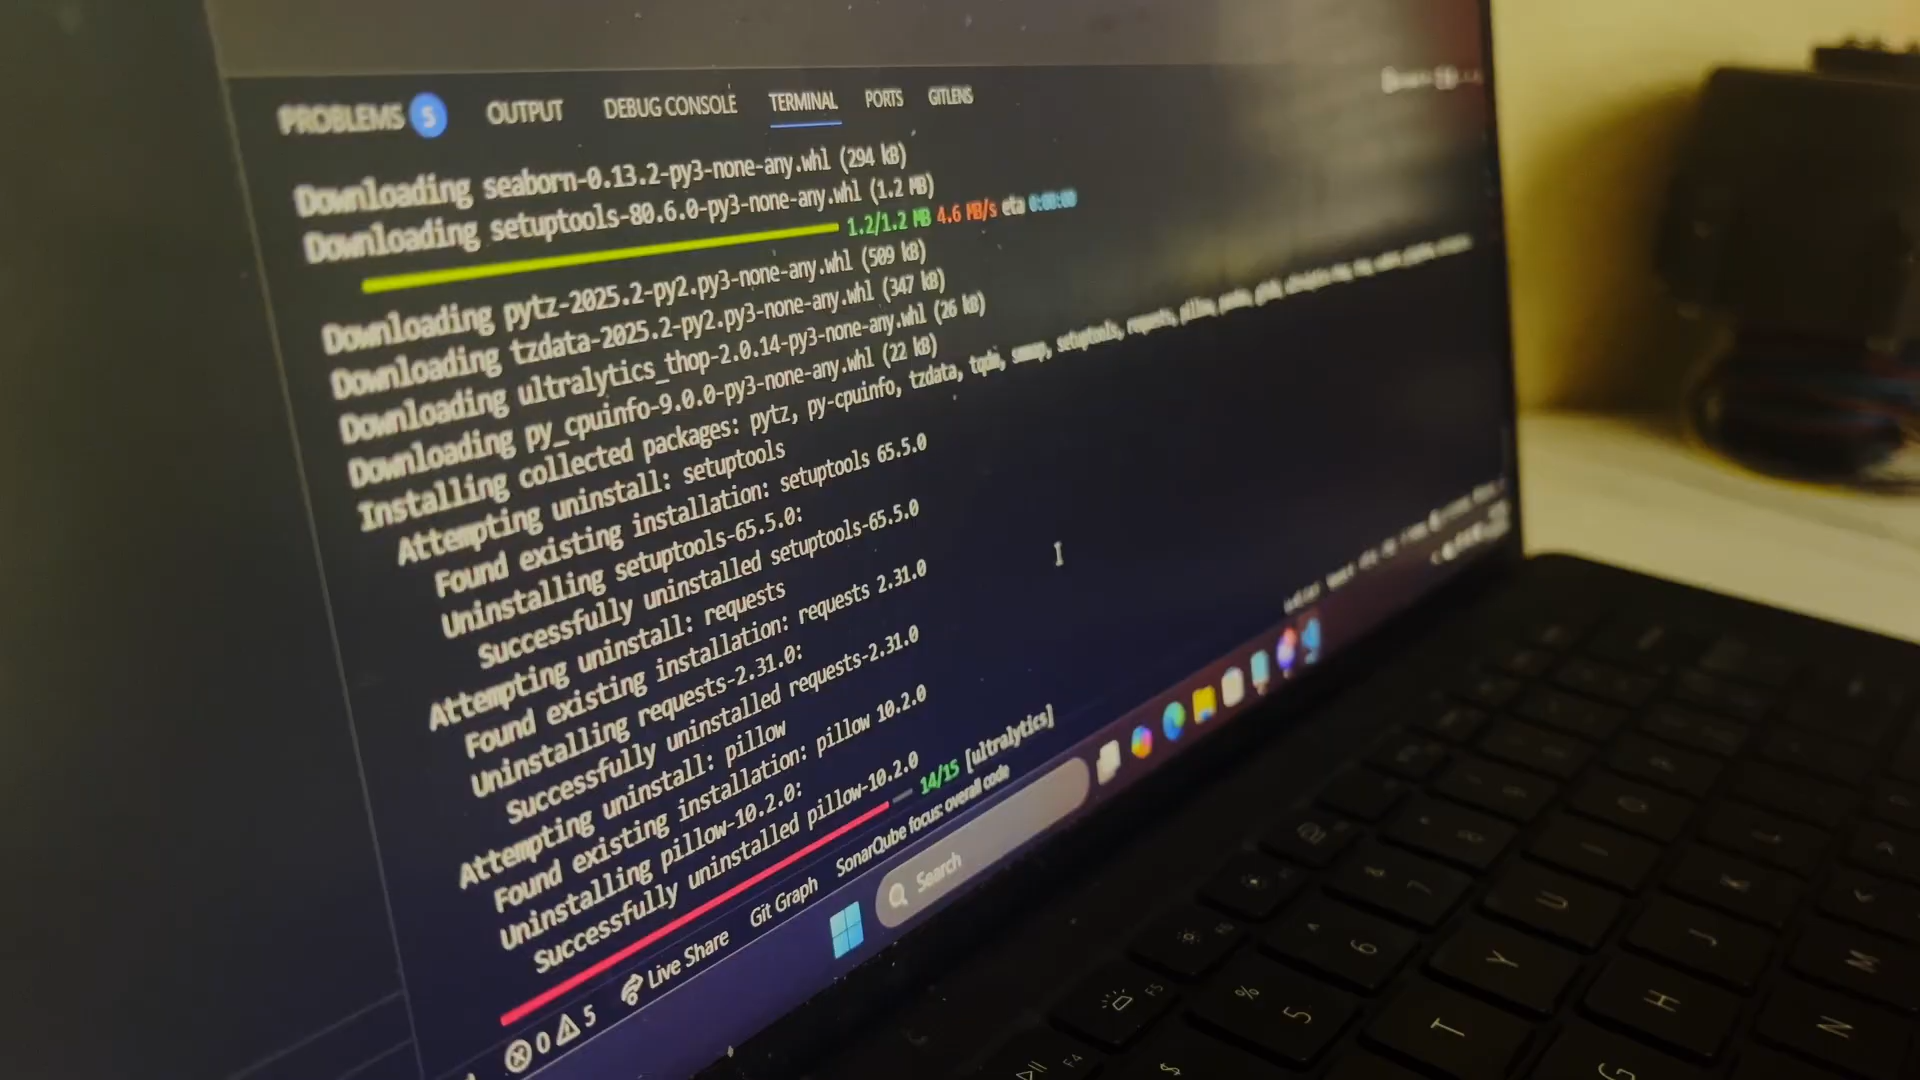 PROBLEMS 5 OUTPUT DEBUG CONSOLE TERMINAL PORTS GITLENS
Downloading seaborn-0.13.2-py3-none-any.whl (294 kB)
Downloading setuptools-80.6.0-py3-none-any.whl (1.2 MB)
1.2/1.2 MB 4.6 MB/s eta 0:00:00
Downloading pytz-2025.2-py2.py3-none-any.whl (509 kB)
Downloading tzdata-2025.2-py2.py3-none-any.whl (347 kB)
Downloading ultralytics_thop-2.0.14-py3-none-any.whl (26 kB)
Downloading py_cpuinfo-9.0.0-py3-none-any.whl (22 kB)
Installing collected packages: pytz, py-cpuinfo, tzdata, tqdm, setuptools, requests, pillow,
Attempting uninstall: setuptools
Found existing installation: setuptools 65.5.0
Uninstalling setuptools-65.5.0:
Successfully uninstalled setuptools-65.5.0
Attempting uninstall: requests
Found existing installation: requests 2.31.0
Uninstalling requests-2.31.0:
Successfully uninstalled requests-2.31.0
Attempting uninstall: pillow
Found existing installation: pillow 10.2.0
Uninstalling pillow-10.2.0:
Successfully uninstalled pillow-10.2.0
14/15 [ultralytics]
0 5 Live Share Git Graph SonarQube focus: overall code
Search
F5 % 5 6 7 Y U T H J M N G
F4 $